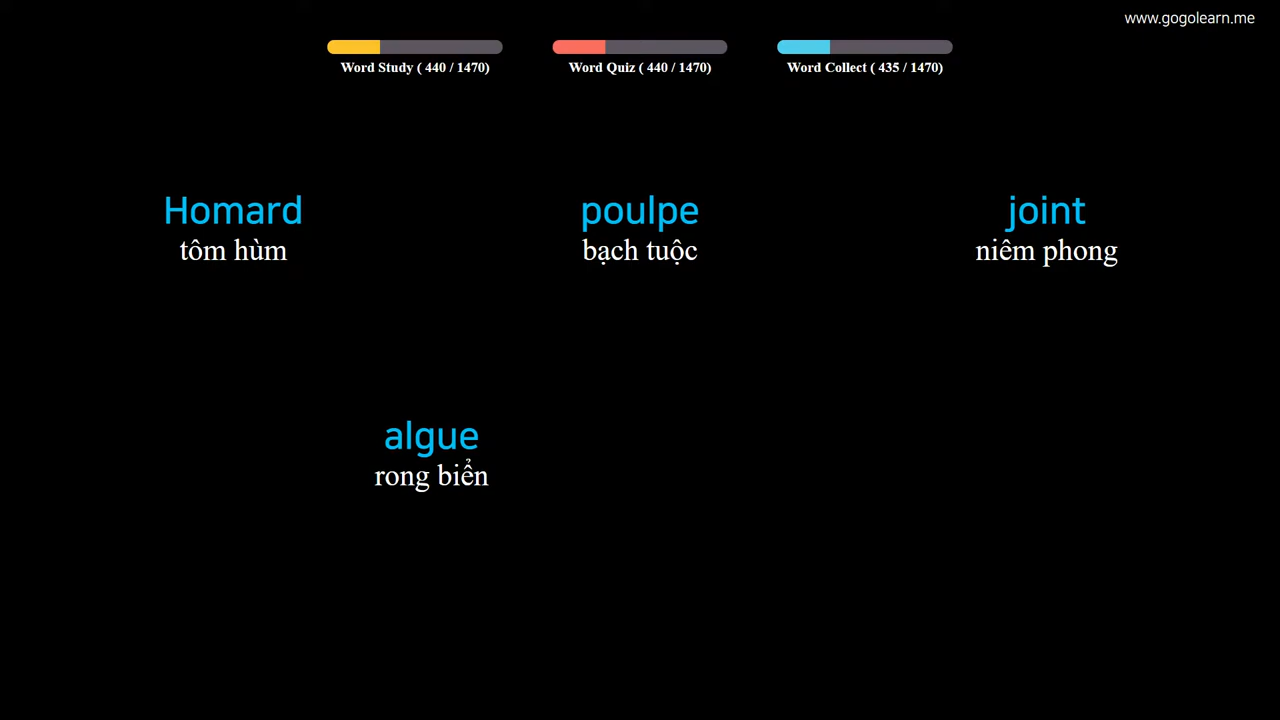 www.gogolearn.me
Word Study ( 440 / 1470)
Word Quiz ( 440 / 1470)
Word Collect ( 435 / 1470)
Homard
tôm hùm
poulpe
bạch tuộc
joint
niêm phong
algue
rong biển